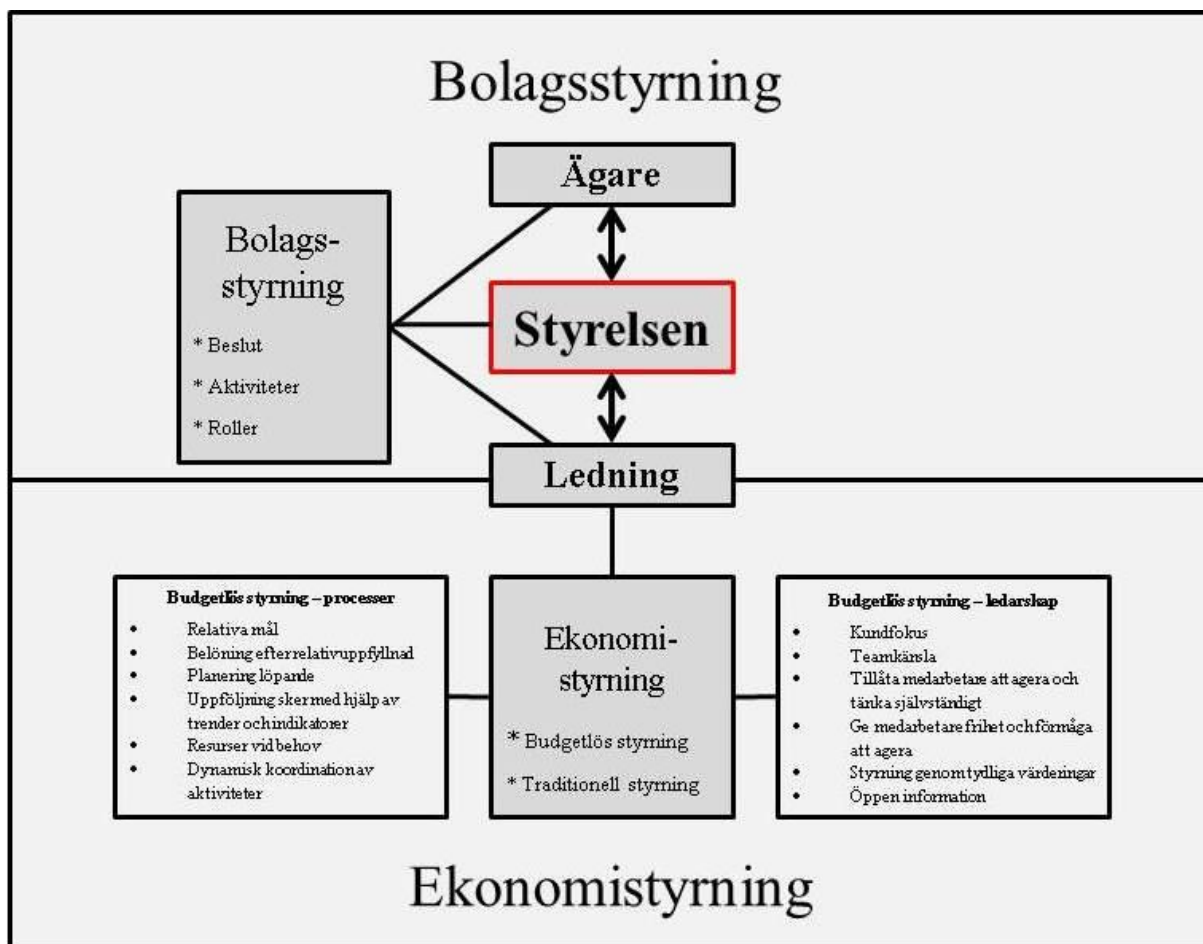 Bolagsstyrning
Ägare
Bolags-
styrning
* Beslut
* Aktiviteter
* Roller
Styrelsen
Ledning
Budgetlös styrning – processer
• Relativa mål
• Belöning efter relativ uppfyllnad
• Planering löpande
• Uppföljning sker med hjälp av
trender och indikatorer
• Resurser vid behov
• Dynamisk koordination av
aktiviteter
Ekonomi-
styrning
* Budgetlös styrning
* Traditionell styrning
Budgetlös styrning – ledarskap
• Kundfokus
• Teamkänsla
• Tillåta medarbetare att agera och
tänka självständigt
• Ge medarbetare frihet och förmåga
att agera
• Styrning genom tydliga värderingar
• Öppen information
Ekonomistyrning